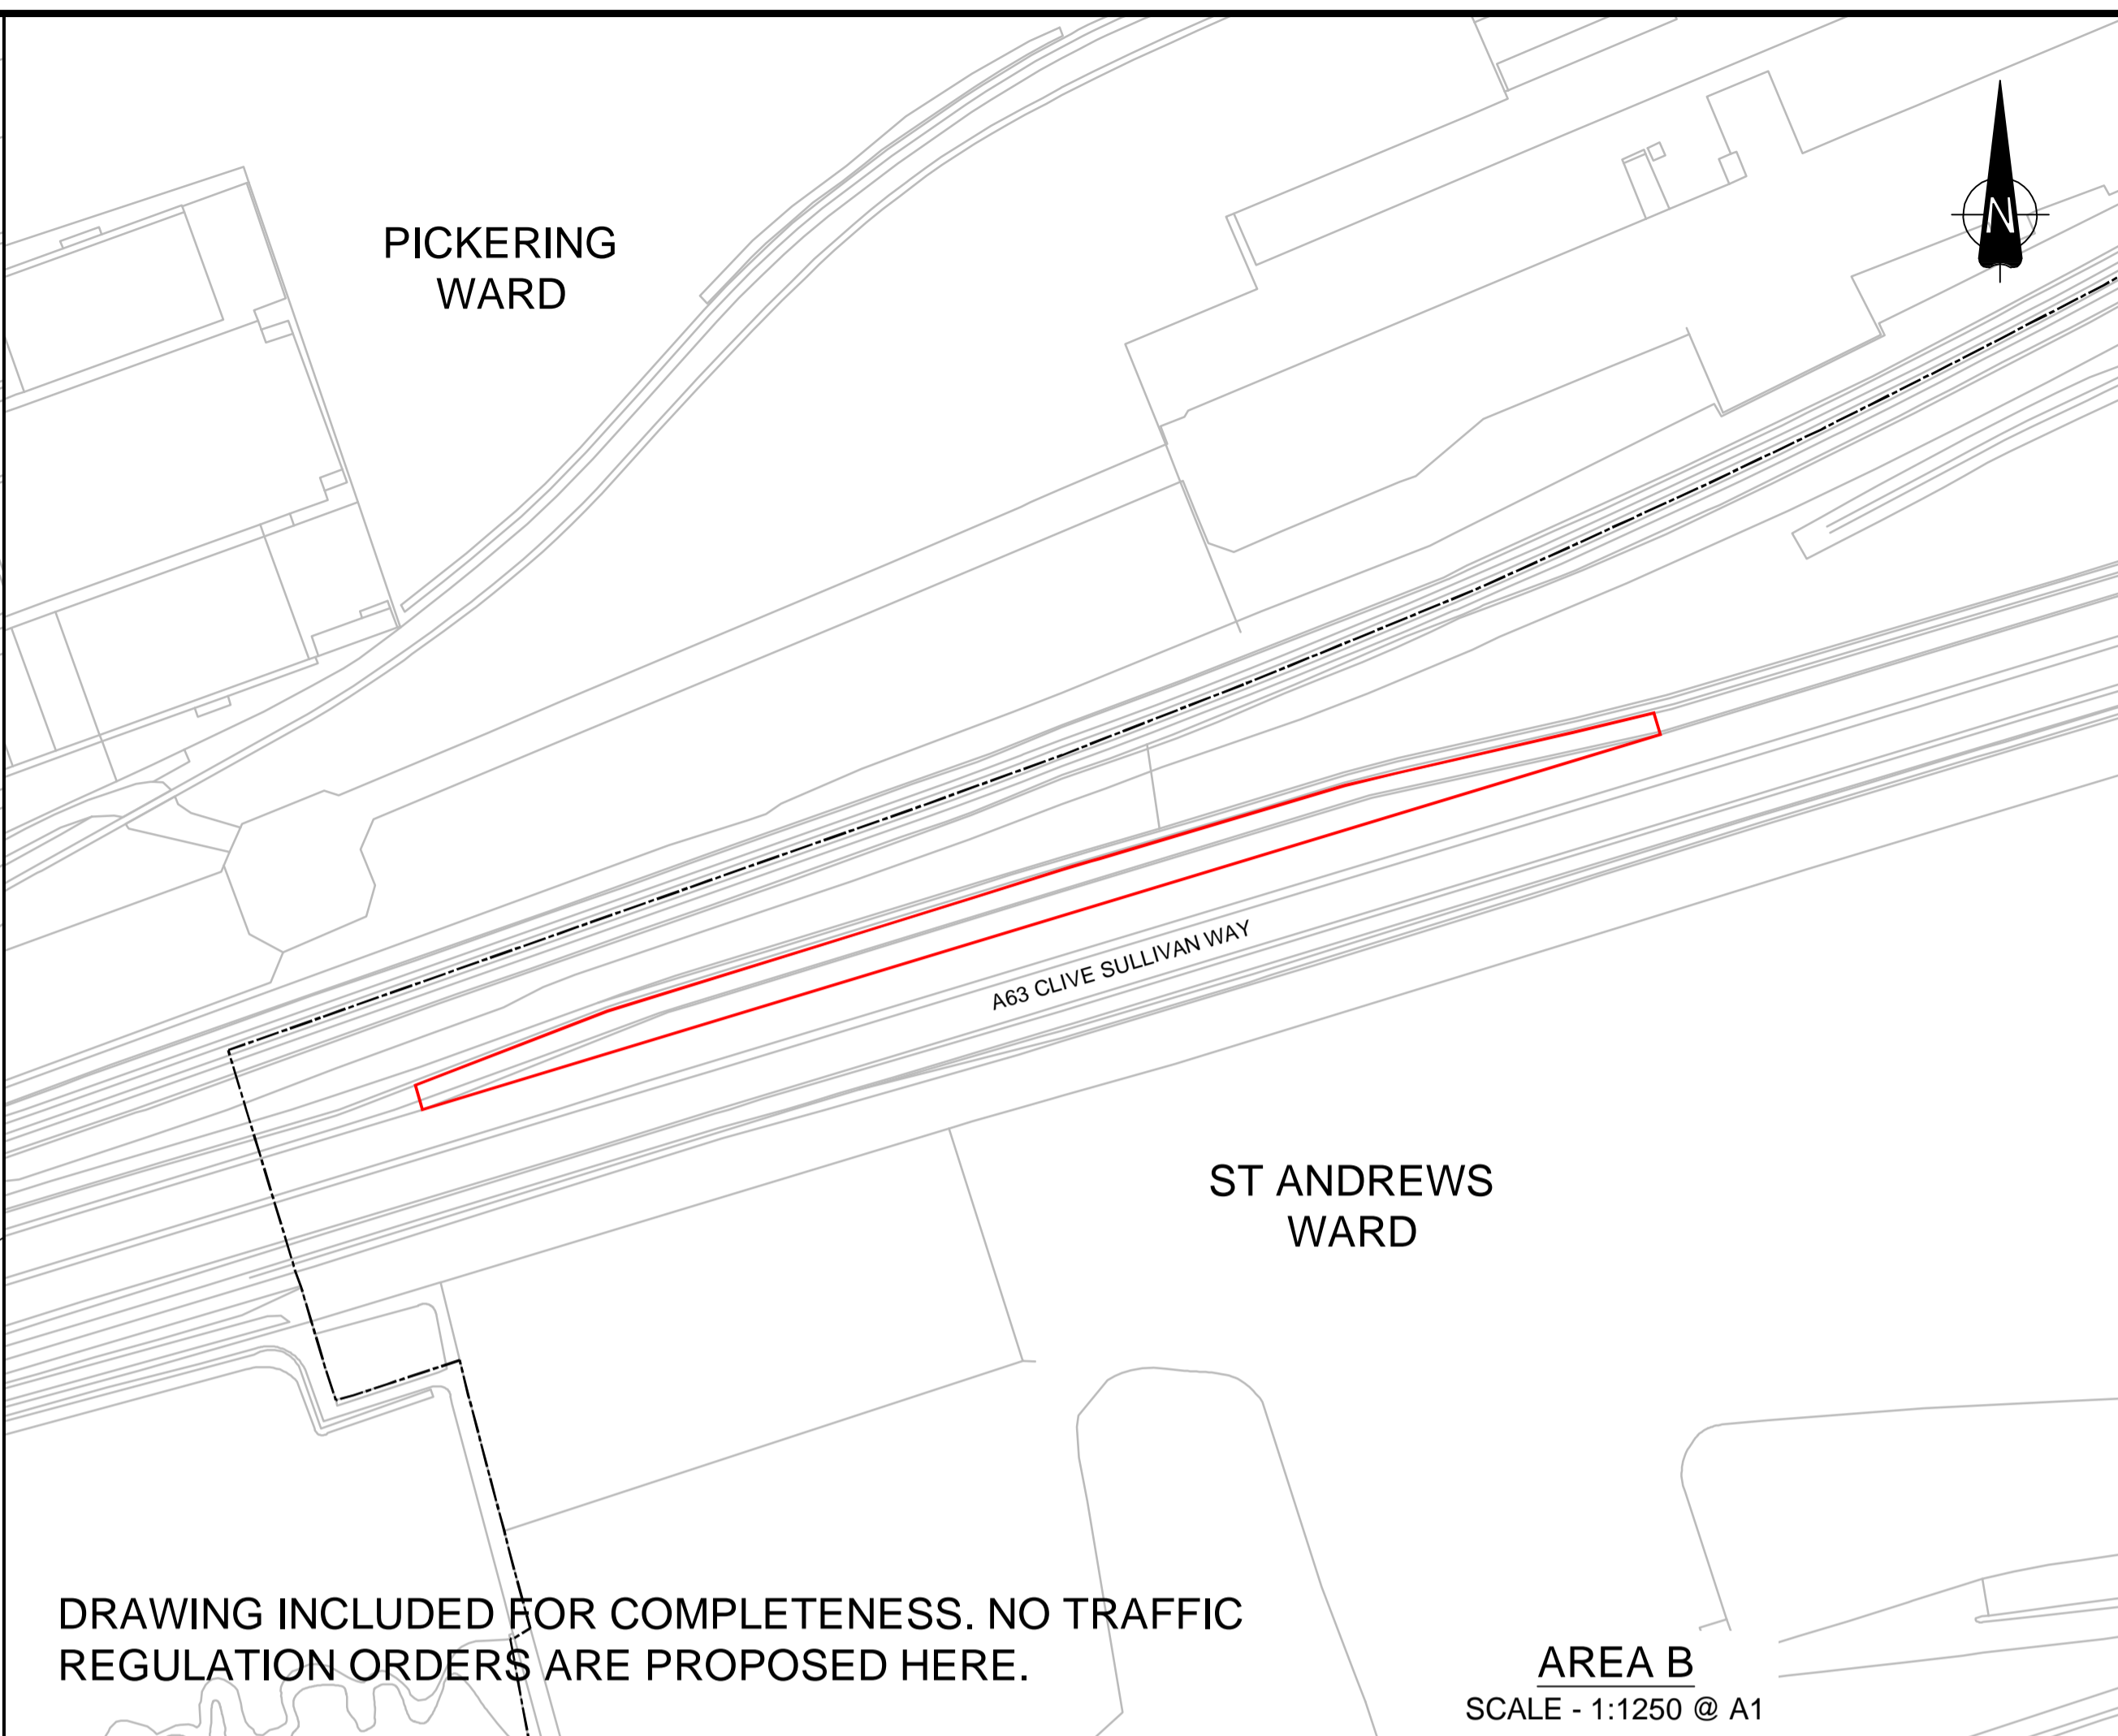 PICKERING
WARD
N
A63 CLIVE SULLIVAN WAY
ST ANDREWS
WARD
DRAWING INCLUDED FOR COMPLETENESS. NO TRAFFIC
REGULATION ORDERS ARE PROPOSED HERE.
AREA B
SCALE - 1:1250 @ A1